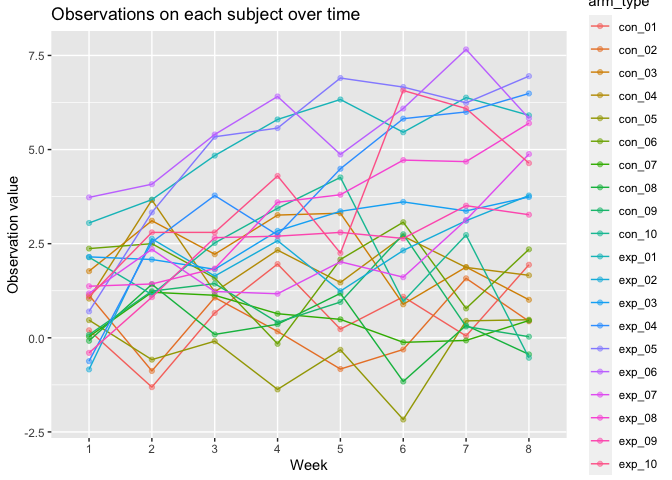 Observations on each subject over time
arm_type
con_01
con_02
con_03
con_04
con_05
con_06
con_07
con_08
con_09
con_10
exp_01
exp_02
exp_03
exp_04
exp_05
exp_06
exp_07
exp_08
exp_09
exp_10
7.5
5.0
2.5
0.0
-2.5
Observation value
1 2 3 4 5 6 7 8
Week